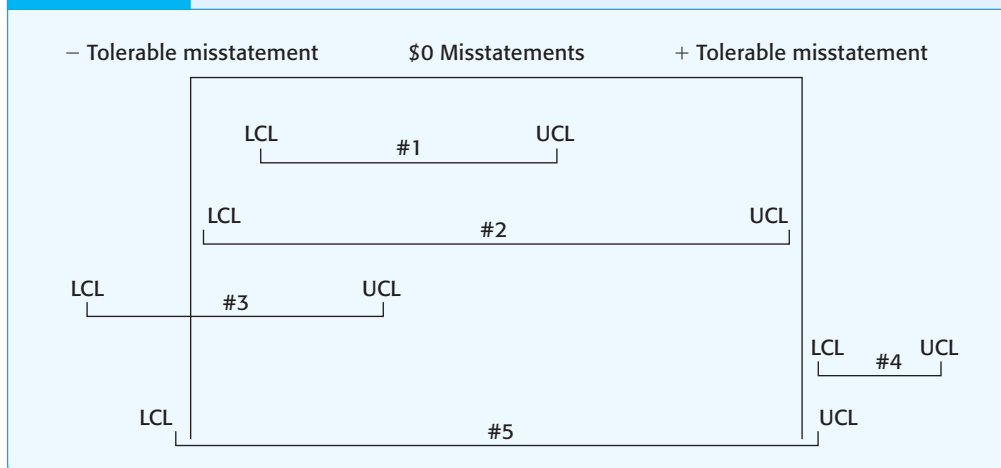 − Tolerable misstatement $0 Misstatements + Tolerable misstatement
LCL #1 UCL
LCL #2 UCL
LCL #3 UCL
LCL #4 UCL
LCL #5 UCL